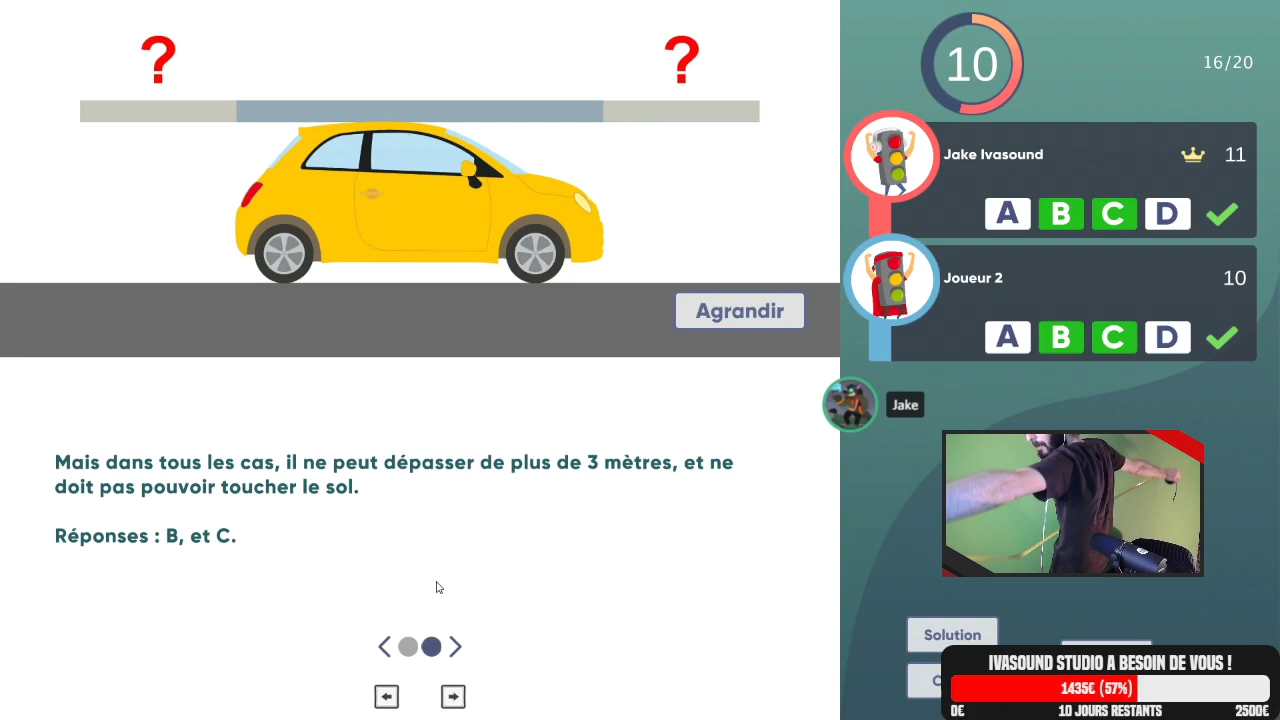 ?
?
10
16/20
Jake Ivasound
11
A B C D
Joueur 2
10
A B C D
Agrandir
Jake
Mais dans tous les cas, il ne peut dépasser de plus de 3 mètres, et ne
doit pas pouvoir toucher le sol.
Réponses : B, et C.
Solution
IVASOUND STUDIO A BESOIN DE VOUS !
1435€ (57%)
0€ 10 JOURS RESTANTS 2500€